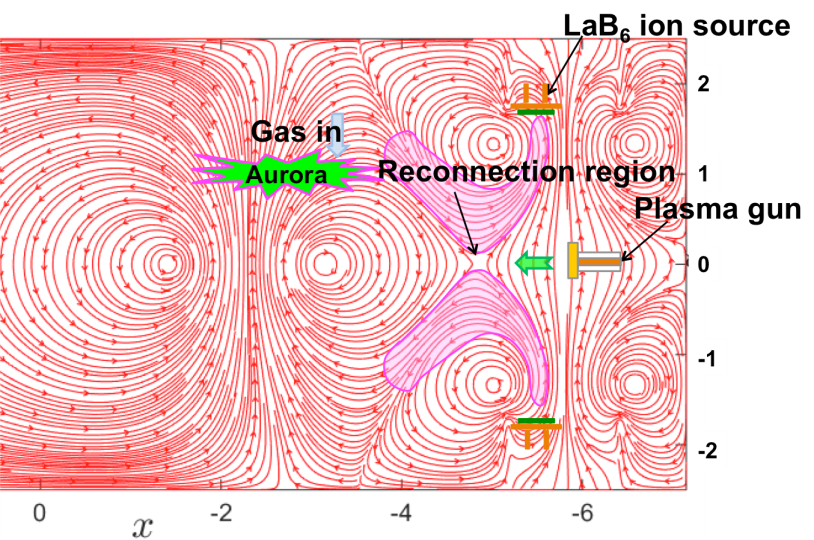 LaB₆ ion source
2
Gas in
Aurora
1
Reconnection region
Plasma gun
0
-1
-2
0
-2
-4
-6
x